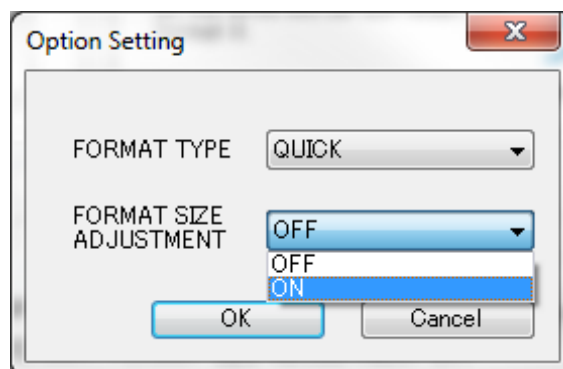 Option Setting
FORMAT TYPE
QUICK
FORMAT SIZE
ADJUSTMENT
OFF
OFF
ON
OK
Cancel